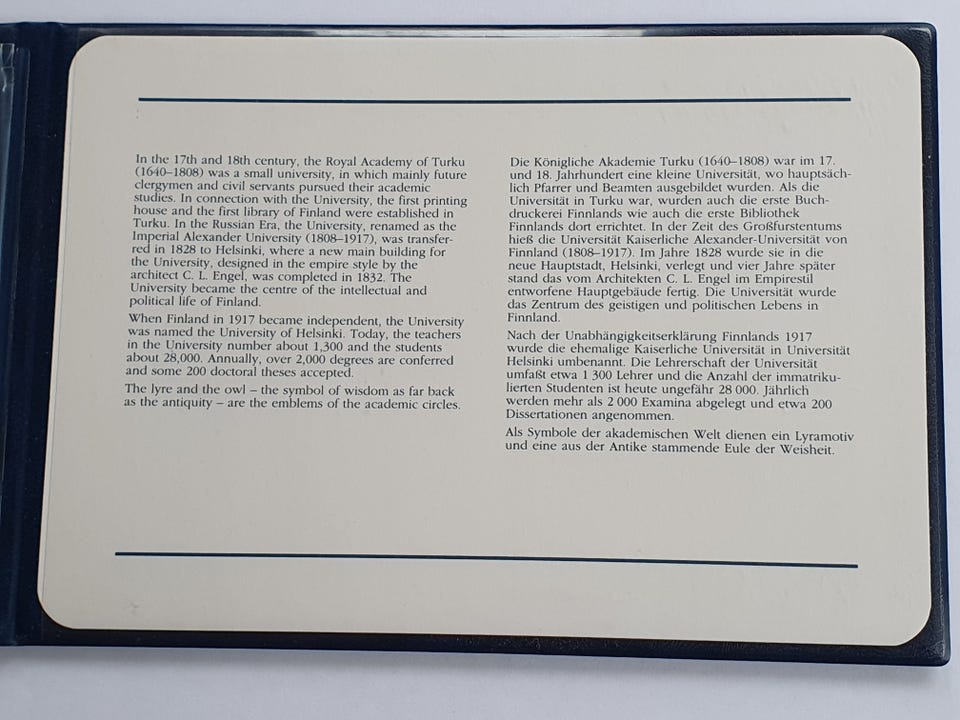 In the 17th and 18th century, the Royal Academy of Turku
(1640–1808) was a small university, in which mainly future
clergymen and civil servants pursued their academic
studies. In connection with the University, the first printing
house and the first library of Finland were established in
Turku. In the Russian Era, the University, renamed as the
Imperial Alexander University (1808–1917), was transfer-
red in 1828 to Helsinki, where a new main building for
the University, designed in the empire style by the
architect C. L. Engel, was completed in 1832. The
University became the centre of the intellectual and
political life of Finland.
When Finland in 1917 became independent, the University
was named the University of Helsinki. Today, the teachers
in the University number about 1,300 and the students
about 28,000. Annually, over 2,000 degrees are conferred
and some 200 doctoral theses accepted.
The lyre and the owl – the symbol of wisdom as far back
as the antiquity – are the emblems of the academic circles.
Die Königliche Akademie Turku (1640–1808) war im 17.
und 18. Jahrhundert eine kleine Universität, wo hauptsäch-
lich Pfarrer und Beamten ausgebildet wurden. Als die
Universität in Turku war, wurden auch die erste Buch-
druckerei Finnlands wie auch die erste Bibliothek
Finnlands dort errichtet. In der Zeit des Großfurstentums
hieß die Universität Kaiserliche Alexander-Universität von
Finnland (1808–1917). Im Jahre 1828 wurde sie in die
neue Hauptstadt, Helsinki, verlegt und vier Jahre später
stand das vom Architekten C. L. Engel im Empirestil
entworfene Hauptgebäude fertig. Die Universität wurde
das Zentrum des geistigen und politischen Lebens in
Finnland.
Nach der Unabhängigkeitserklärung Finnlands 1917
wurde die ehemalige Kaiserliche Universität in Universität
Helsinki umbenannt. Die Lehrerschaft der Universität
umfaßt etwa 1 300 Lehrer und die Anzahl der immatriku-
lierten Studenten ist heute ungefähr 28 000. Jährlich
werden mehr als 2 000 Examina abgelegt und etwa 200
Dissertationen angenommen.
Als Symbole der akademischen Welt dienen ein Lyramotiv
und eine aus der Antike stammende Eule der Weisheit.